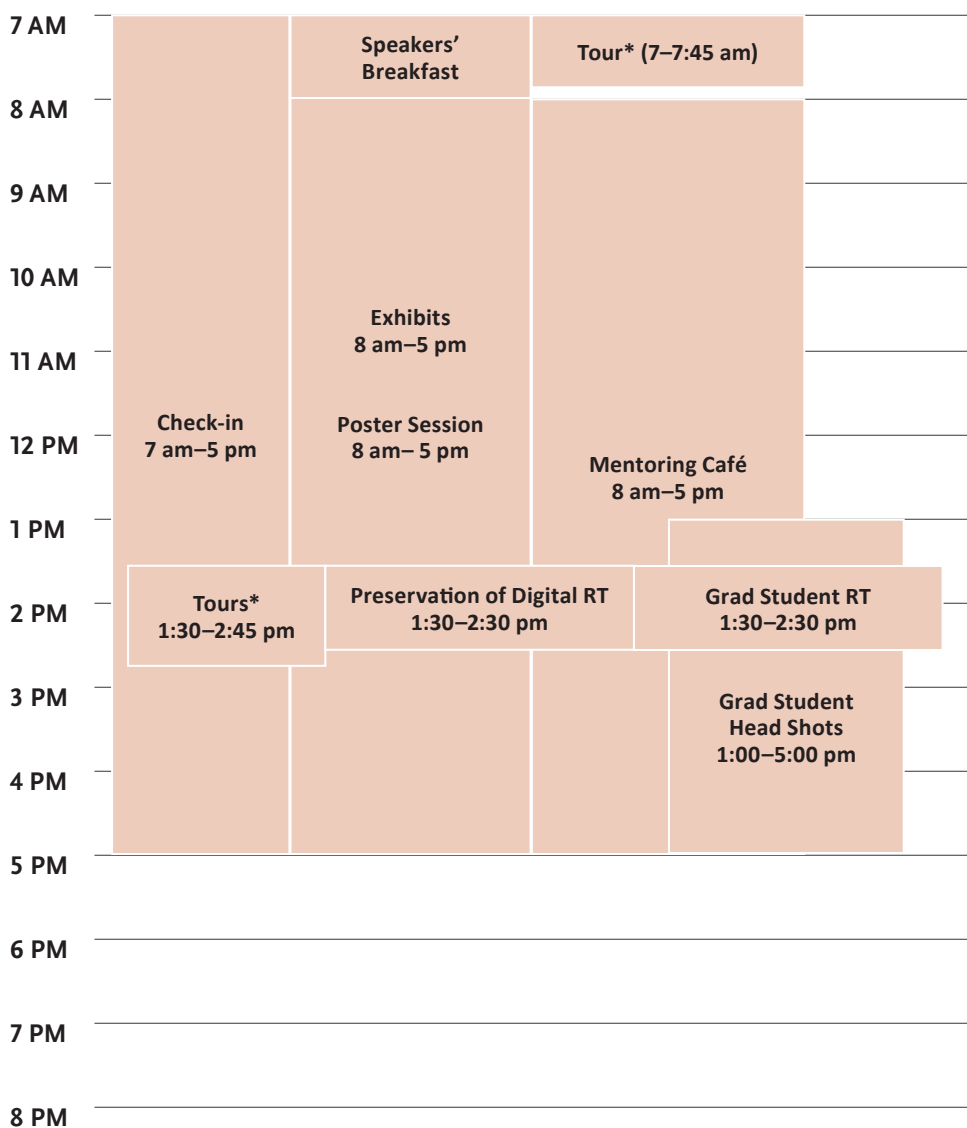 7 AM
Speakers’
Breakfast
Tour* (7–7:45 am)
8 AM
9 AM
10 AM
Exhibits
8 am–5 pm
11 AM
Check-in
7 am–5 pm
Poster Session
8 am– 5 pm
12 PM
Mentoring Café
8 am–5 pm
1 PM
Tours*
1:30–2:45 pm
Preservation of Digital RT
1:30–2:30 pm
Grad Student RT
1:30–2:30 pm
2 PM
3 PM
Grad Student
Head Shots
1:00–5:00 pm
4 PM
5 PM
6 PM
7 PM
8 PM